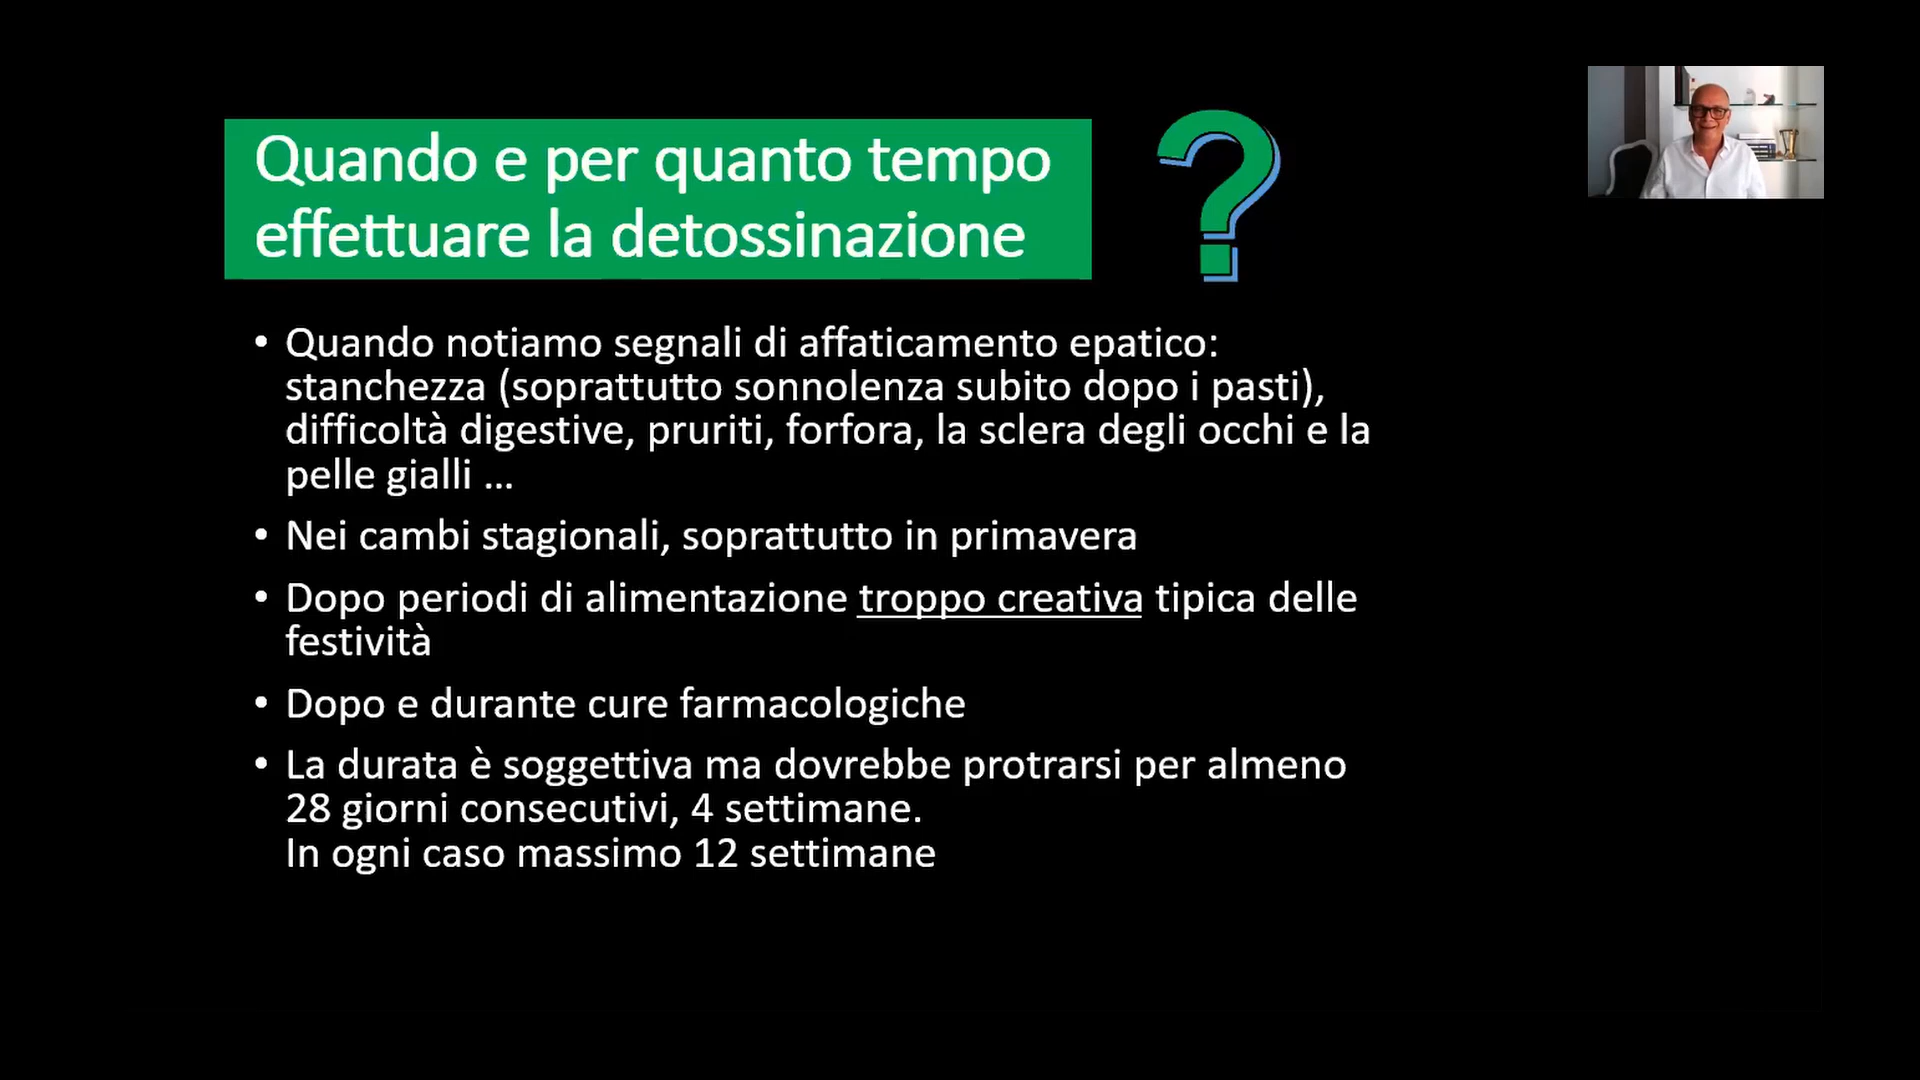 Quando e per quanto tempo
effettuare la detossinazione
?
• Quando notiamo segnali di affaticamento epatico:
stanchezza (soprattutto sonnolenza subito dopo i pasti),
difficoltà digestive, pruriti, forfora, la sclera degli occhi e la
pelle gialli ...
• Nei cambi stagionali, soprattutto in primavera
• Dopo periodi di alimentazione troppo creativa tipica delle
festività
• Dopo e durante cure farmacologiche
• La durata è soggettiva ma dovrebbe protrarsi per almeno
28 giorni consecutivi, 4 settimane.
In ogni caso massimo 12 settimane